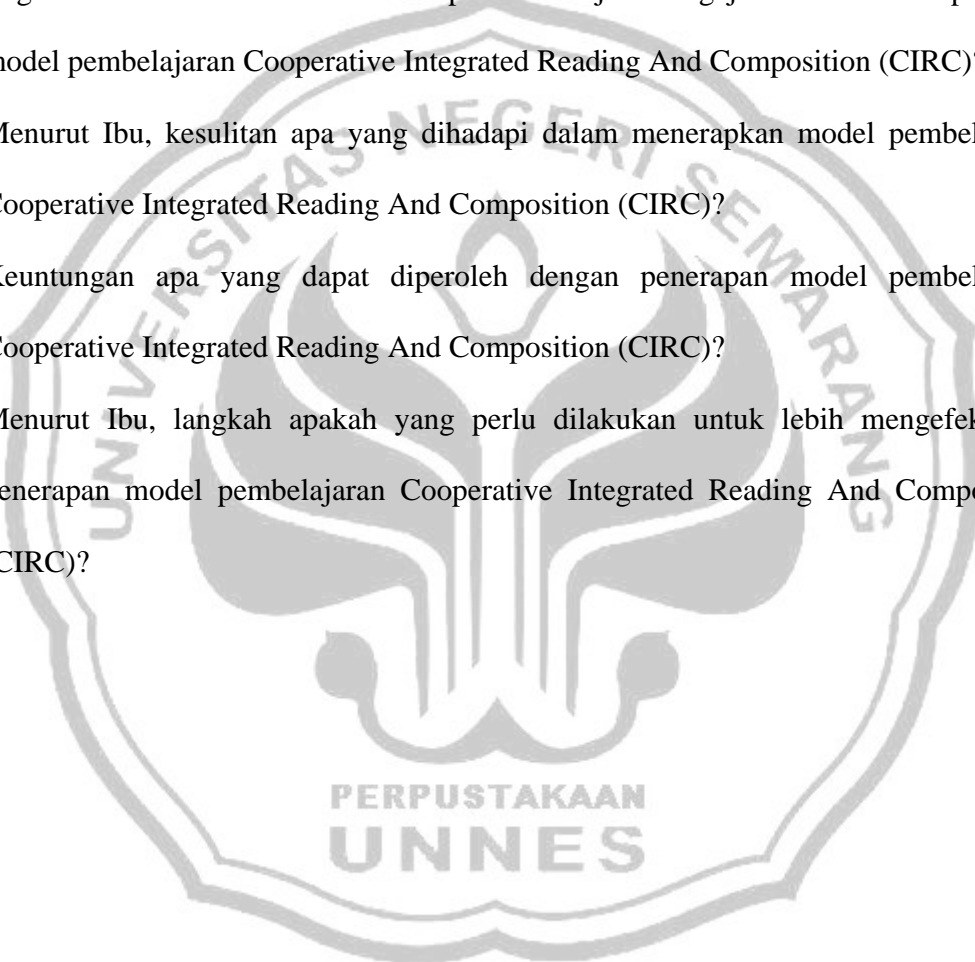 model pembelajaran Cooperative Integrated Reading And Composition (CIRC)?
Menurut Ibu, kesulitan apa yang dihadapi dalam menerapkan model pembel
Cooperative Integrated Reading And Composition (CIRC)?
Keuntungan apa yang dapat diperoleh dengan penerapan model pembel
Cooperative Integrated Reading And Composition (CIRC)?
Menurut Ibu, langkah apakah yang perlu dilakukan untuk lebih mengefek
penerapan model pembelajaran Cooperative Integrated Reading And Compo
(CIRC)?
UNIVERSITAS NEGERI SEMARANG
PERPUSTAKAAN
UNNES